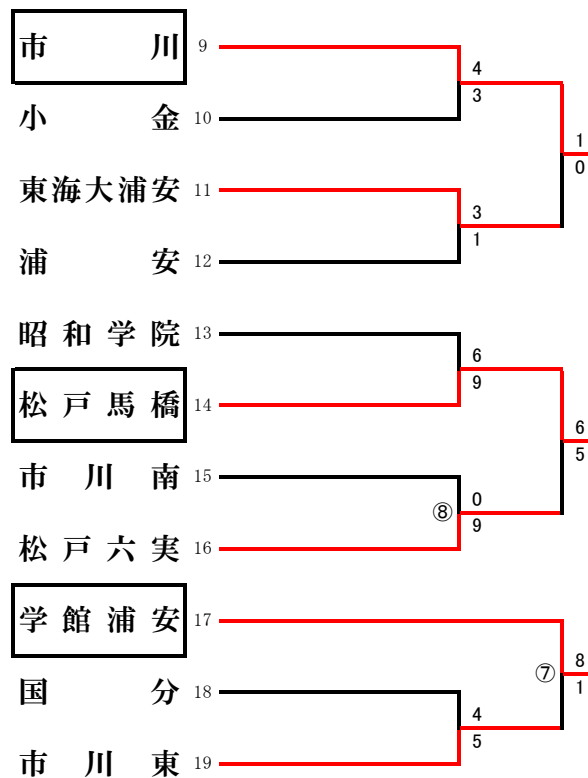 市川 9
4
3
小金 10
1
0
東海大浦安 11
3
1
浦安 12
昭和学院 13
6
9
松戸馬橋 14
6
5
市川南 15
⑧ 0
9
松戸六実 16
学館浦安 17
⑦ 8
1
国分 18
4
5
市川東 19